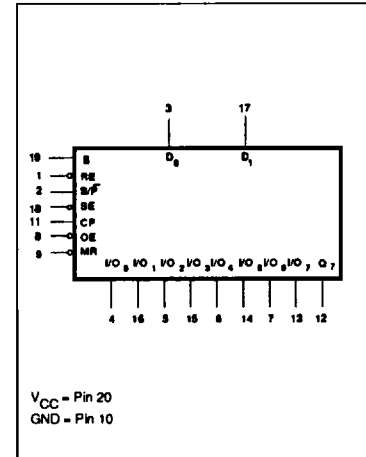 3 17
19 S D0 D1
1 RE
2 S/P̅
18 SE
11 CP
8 OE
9 MR
I/O0 I/O1 I/O2 I/O3 I/O4 I/O5 I/O6 I/O7 Q7
4 16 5 15 6 14 7 13 12
VCC = Pin 20
GND = Pin 10